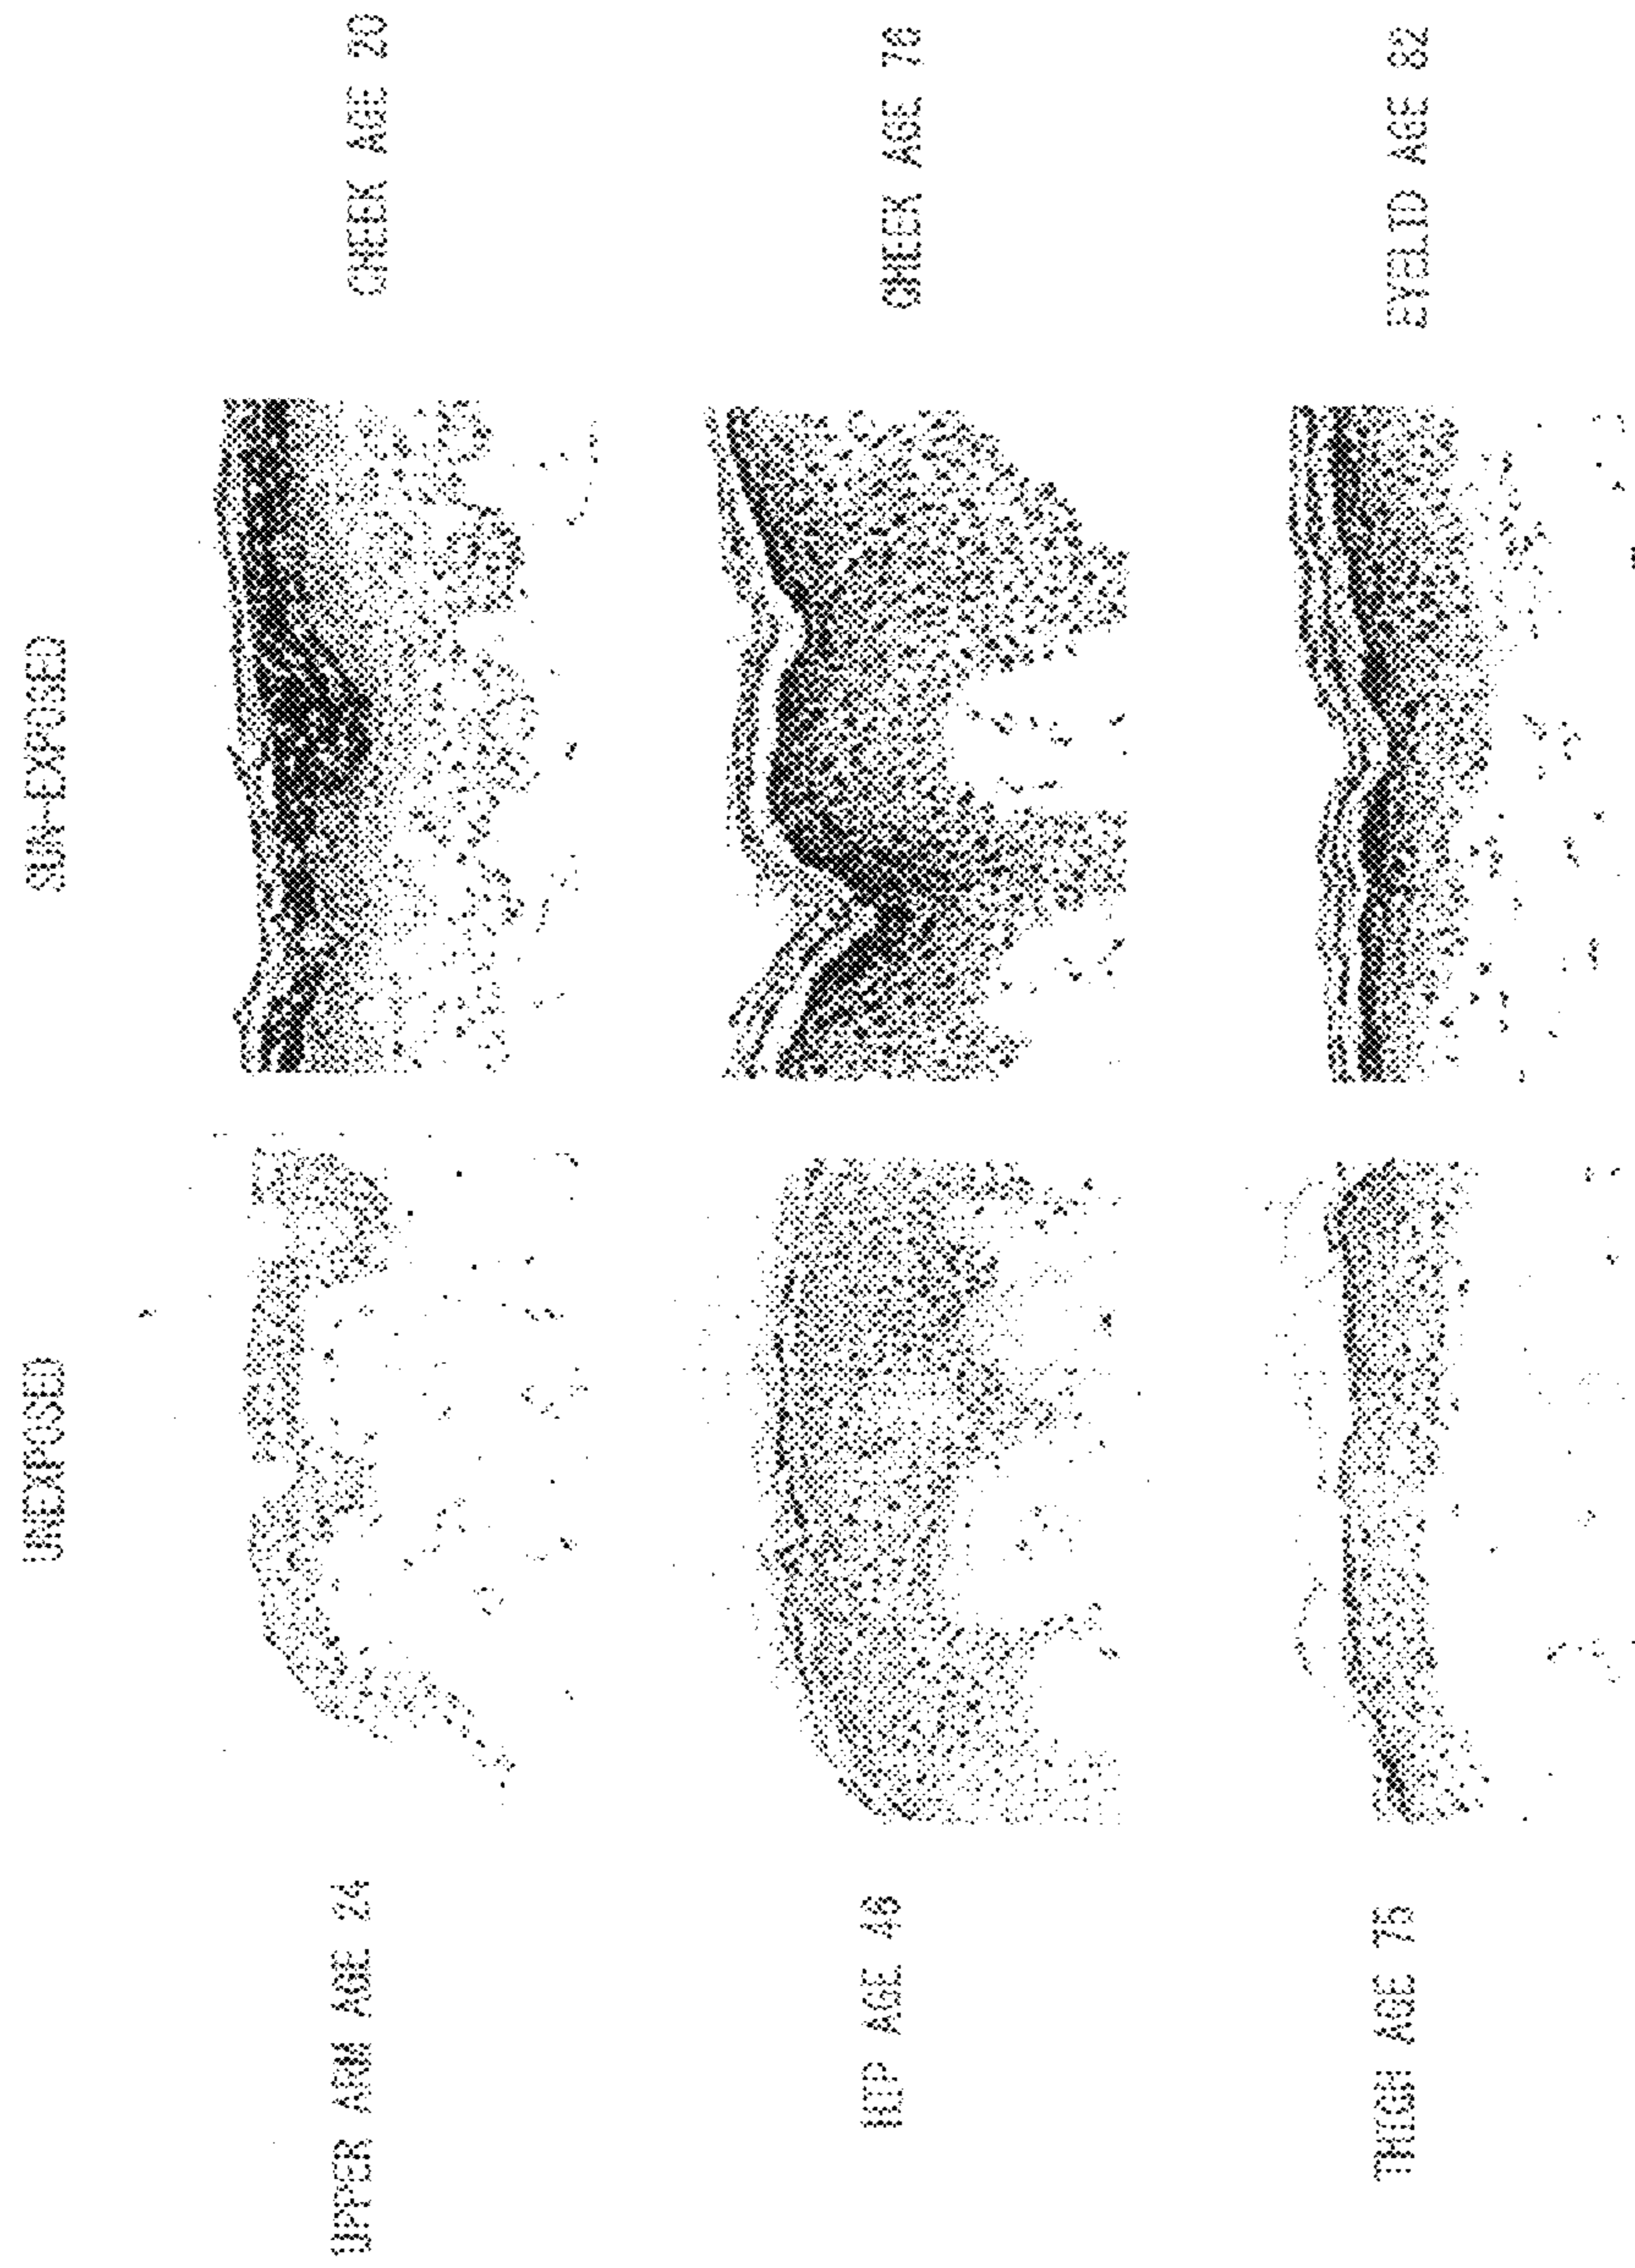 UNEXPOSED
SUN-EXPOSED
UPPER ARM AGE 24
CHEEK AGE 20
HIP AGE 46
CHEEK AGE 70
THIGH AGE 75
EYELID AGE 82